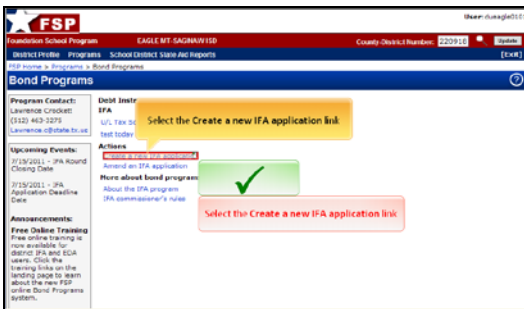 FSP
User: dueagle010
Foundation School Program
EAGLE MT-SAGINAW ISD
County-District Number: 220918
Update
District Profile Programs School District State Aid Reports
[Exit]
FSP Home > Programs > Bond Programs
Bond Programs
Program Contact:
Lawrence Crockett
(512) 463-3275
Lawrence.c@state.tx.us
Upcoming Events:
7/15/2011 - IFA Round
Closing Date
7/15/2011 - IFA
Application Deadline
Date
Announcements:
Free Online Training
Free online training is
now available for
district IFA and EDA
users. Click the
training links on the
landing page to learn
about the new FSP
online Bond Programs
system.
Debt Instr
IFA
U/L Tax Sc
test today
Actions
Create a new IFA application
Amend an IFA application
More about bond programs
About the IFA program
IFA commissioner's rules
Select the Create a new IFA application link
Select the Create a new IFA application link